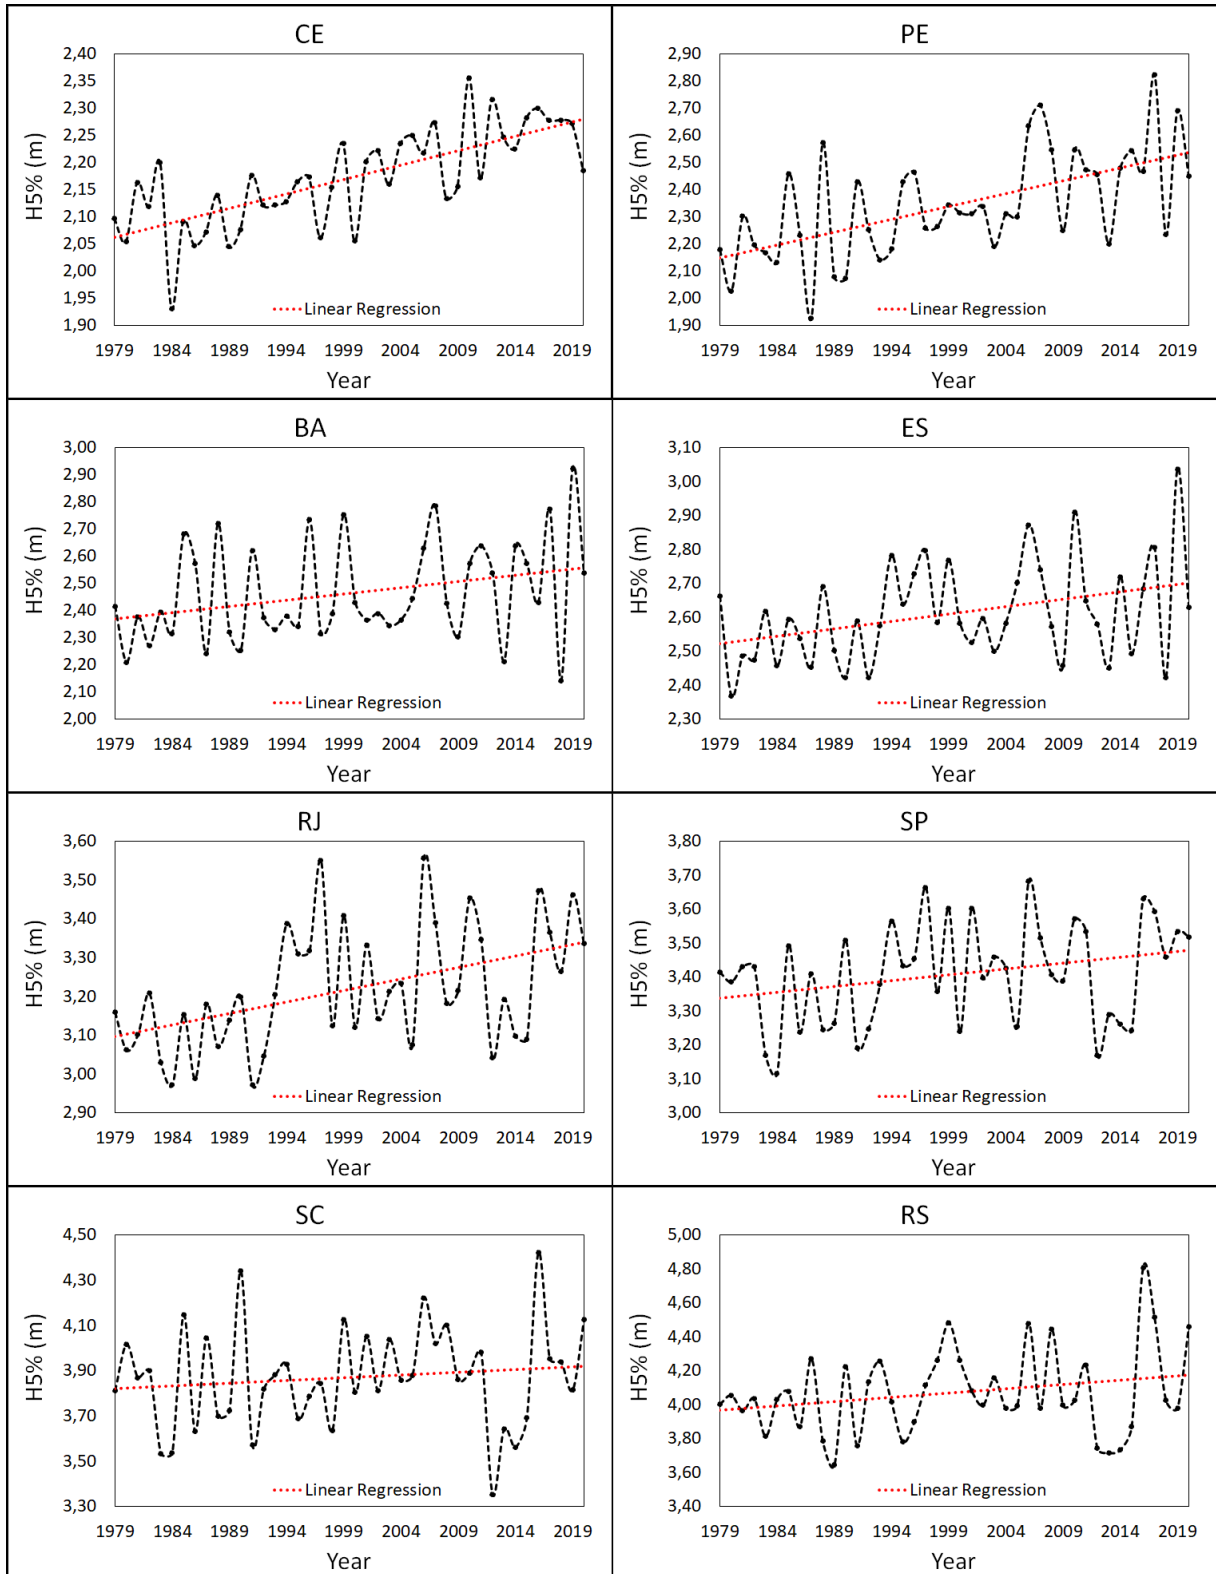 CE
2,40
2,35
2,30
2,25
2,20
2,15
2,10
2,05
2,00
1,95
1,90
H5% (m)
Linear Regression
1979 1984 1989 1994 1999 2004 2009 2014 2019
Year
PE
2,90
2,80
2,70
2,60
2,50
2,40
2,30
2,20
2,10
2,00
1,90
H5% (m)
Linear Regression
1979 1984 1989 1994 1999 2004 2009 2014 2019
Year
BA
3,00
2,90
2,80
2,70
2,60
2,50
2,40
2,30
2,20
2,10
2,00
H5% (m)
Linear Regression
1979 1984 1989 1994 1999 2004 2009 2014 2019
Year
ES
3,10
3,00
2,90
2,80
2,70
2,60
2,50
2,40
2,30
H5% (m)
Linear Regression
1979 1984 1989 1994 1999 2004 2009 2014 2019
Year
RJ
3,60
3,50
3,40
3,30
3,20
3,10
3,00
2,90
H5% (m)
Linear Regression
1979 1984 1989 1994 1999 2004 2009 2014 2019
Year
SP
3,80
3,70
3,60
3,50
3,40
3,30
3,20
3,10
3,00
H5% (m)
Linear Regression
1979 1984 1989 1994 1999 2004 2009 2014 2019
Year
SC
4,50
4,30
4,10
3,90
3,70
3,50
3,30
H5% (m)
Linear Regression
1979 1984 1989 1994 1999 2004 2009 2014 2019
Year
RS
5,00
4,80
4,60
4,40
4,20
4,00
3,80
3,60
3,40
H5% (m)
Linear Regression
1979 1984 1989 1994 1999 2004 2009 2014 2019
Year